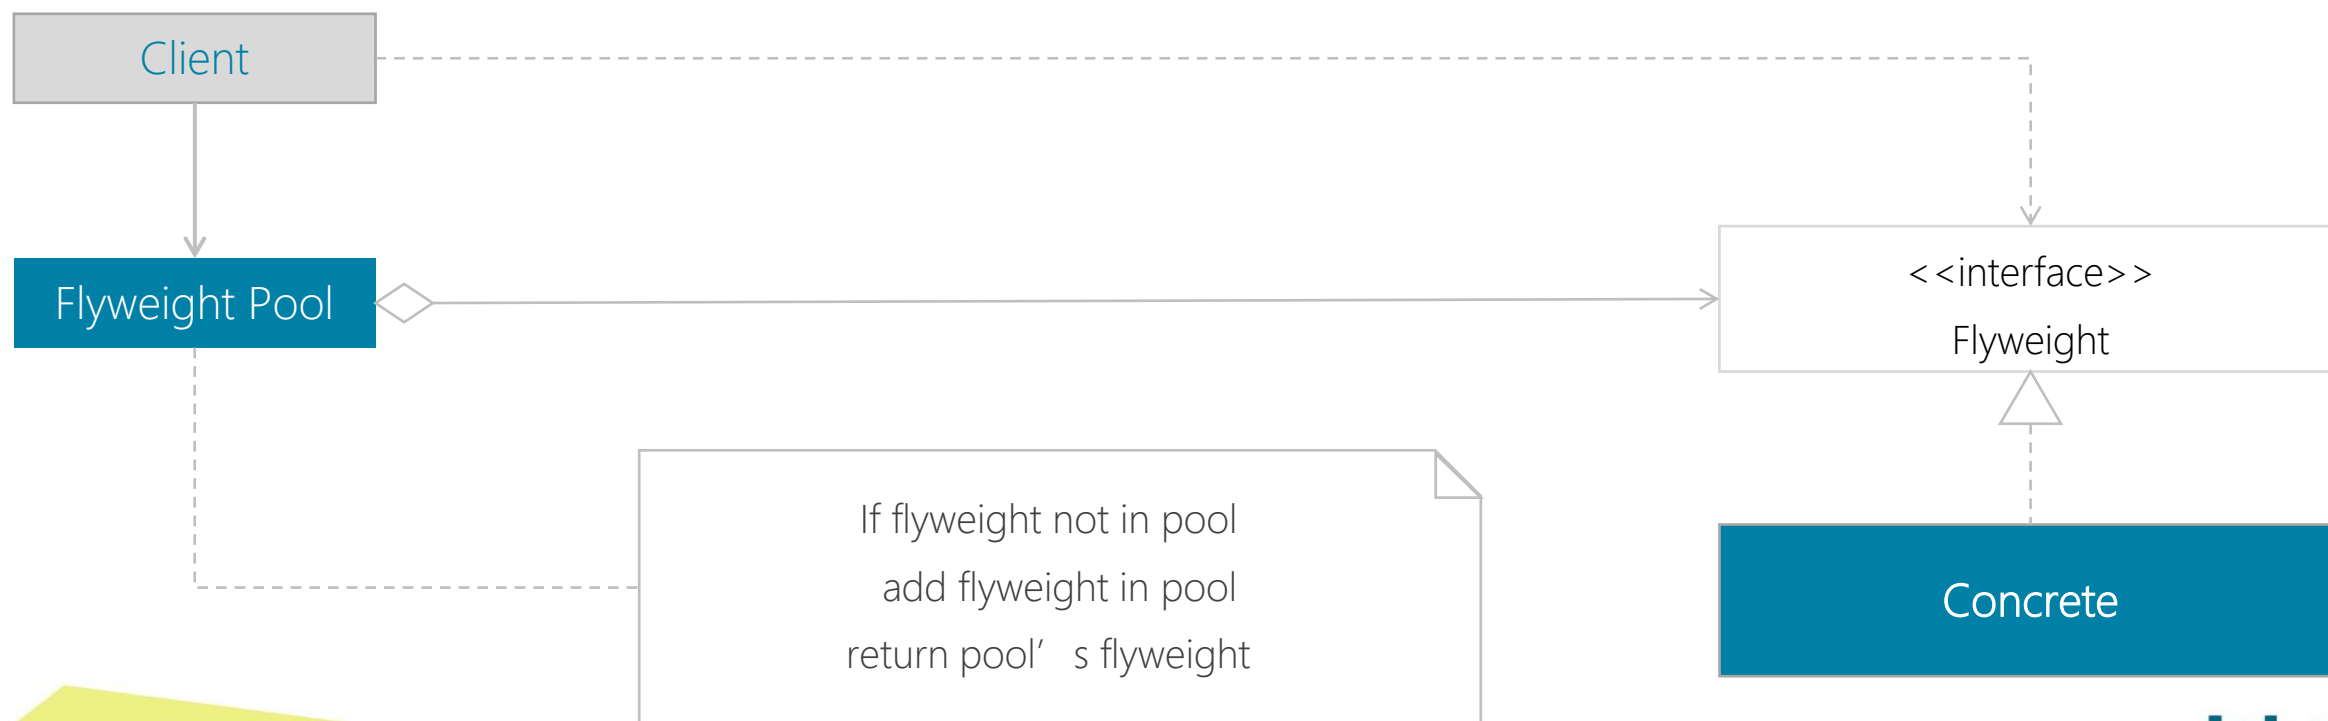 Client
Flyweight Pool
<<interface>>
Flyweight
If flyweight not in pool
add flyweight in pool
return pool’ s flyweight
Concrete